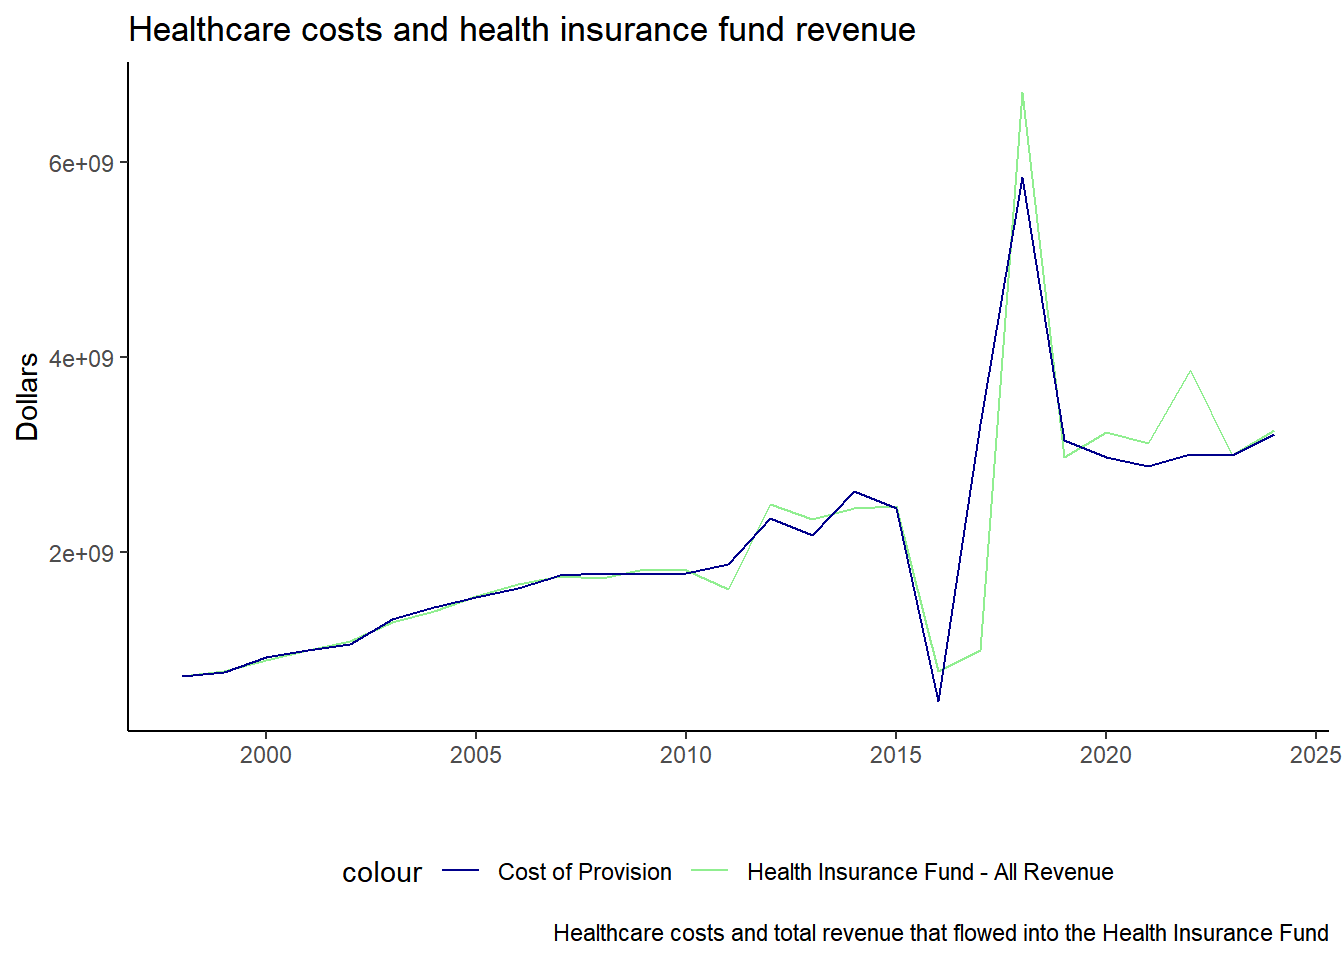 Healthcare costs and health insurance fund revenue
6e+09
4e+09
2e+09
Dollars
2000 2005 2010 2015 2020 2025
colour Cost of Provision Health Insurance Fund - All Revenue
Healthcare costs and total revenue that flowed into the Health Insurance Fund